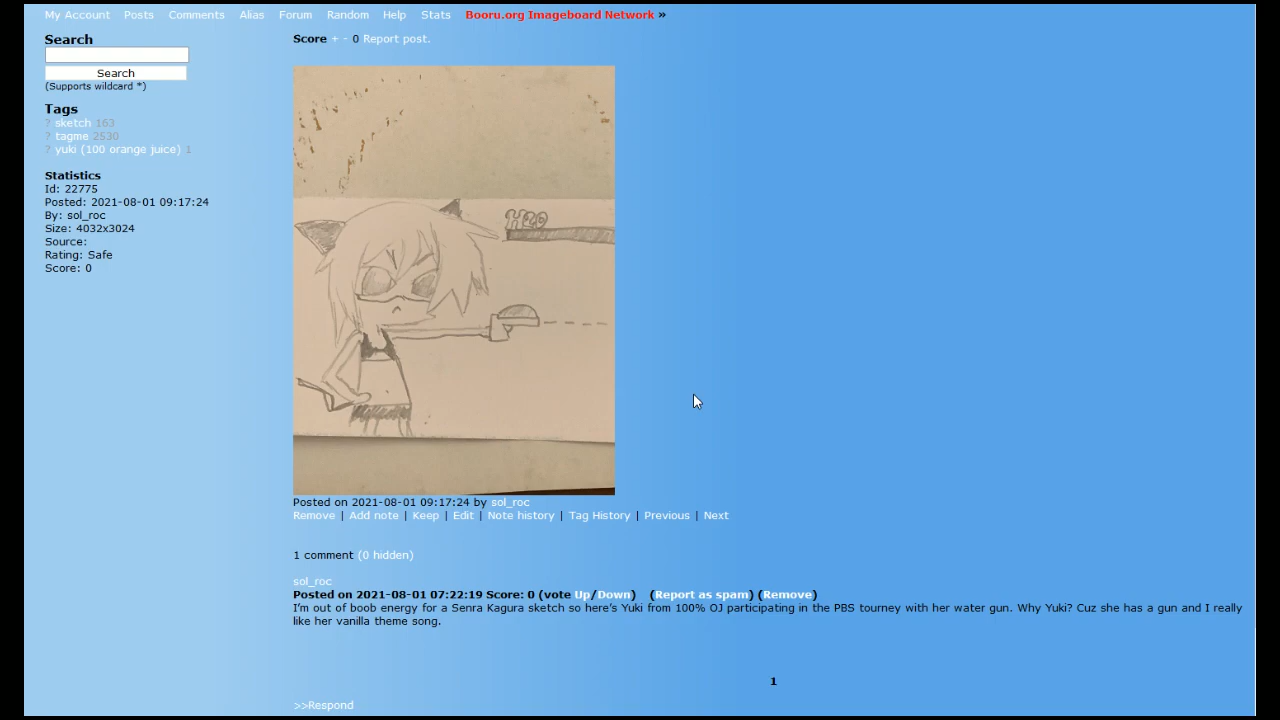 My Account Posts Comments Alias Forum Random Help Stats Booru.org Imageboard Network »
Search
Search
(Supports wildcard *)
Tags
? sketch 163
? tagme 2530
? yuki (100 orange juice) 1
Statistics
Id: 22775
Posted: 2021-08-01 09:17:24
By: sol_roc
Size: 4032x3024
Source:
Rating: Safe
Score: 0
Score + - 0 Report post.
H20
Posted on 2021-08-01 09:17:24 by sol_roc
Remove | Add note | Keep | Edit | Note history | Tag History | Previous | Next
1 comment (0 hidden)
sol_roc
Posted on 2021-08-01 07:22:19 Score: 0 (vote Up/Down) (Report as spam) (Remove)
I'm out of boob energy for a Senra Kagura sketch so here's Yuki from 100% OJ participating in the PBS tourney with her water gun. Why Yuki? Cuz she has a gun and I really
like her vanilla theme song.
1
>>Respond